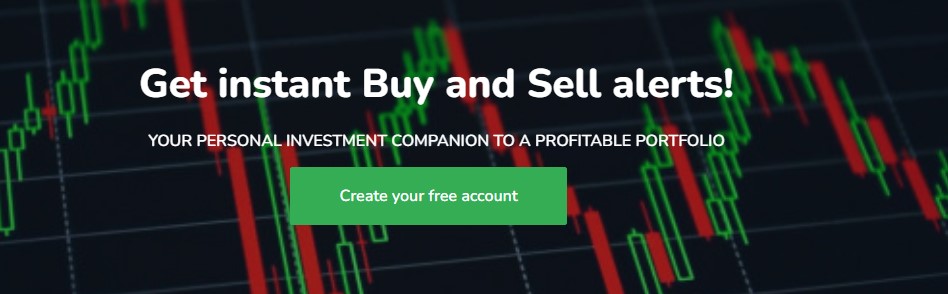 Get instant Buy and Sell alerts!
YOUR PERSONAL INVESTMENT COMPANION TO A PROFITABLE PORTFOLIO
Create your free account